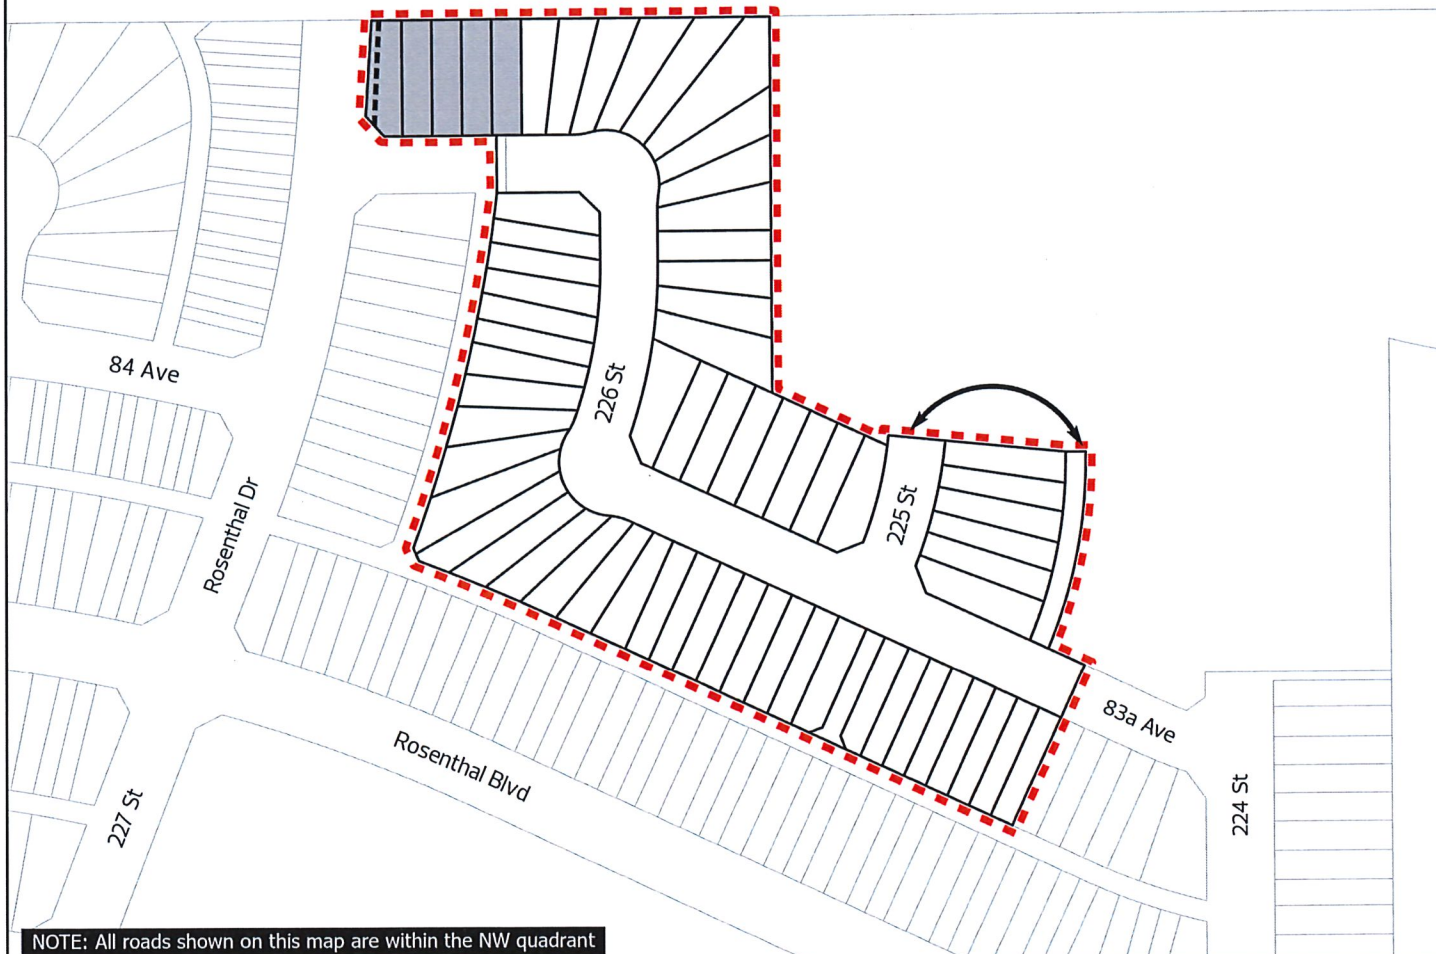 84 Ave
226 St
225 St
Rosenthal Dr
83a Ave
Rosenthal Blvd
227 St
224 St
NOTE: All roads shown on this map are within the NW quadrant